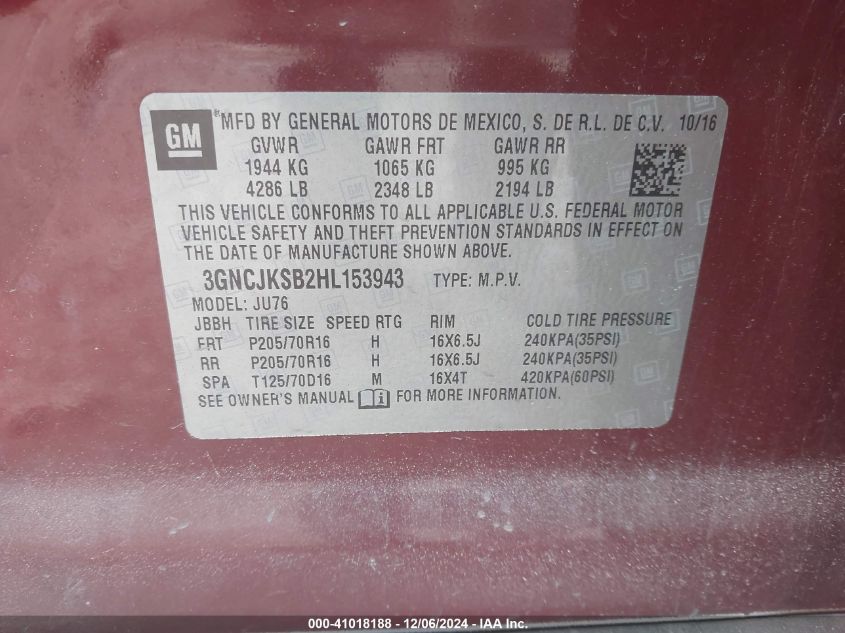 GM ® MFD BY GENERAL MOTORS DE MEXICO, S. DE R.L. DE C.V. 10/16
GVWR GAWR FRT GAWR RR
1944 KG 1065 KG 995 KG
4286 LB 2348 LB 2194 LB
THIS VEHICLE CONFORMS TO ALL APPLICABLE U.S. FEDERAL MOTOR
VEHICLE SAFETY AND THEFT PREVENTION STANDARDS IN EFFECT ON
THE DATE OF MANUFACTURE SHOWN ABOVE.
3GNCJKSB2HL153943 TYPE: M.P.V.
MODEL: JU76
JBBH TIRE SIZE SPEED RTG RIM COLD TIRE PRESSURE
FRT P205/70R16 H 16X6.5J 240KPA(35PSI)
RR P205/70R16 H 16X6.5J 240KPA(35PSI)
SPA T125/70D16 M 16X4T 420KPA(60PSI)
SEE OWNER'S MANUAL i FOR MORE INFORMATION.
000-41018188 - 12/06/2024 - IAA Inc.